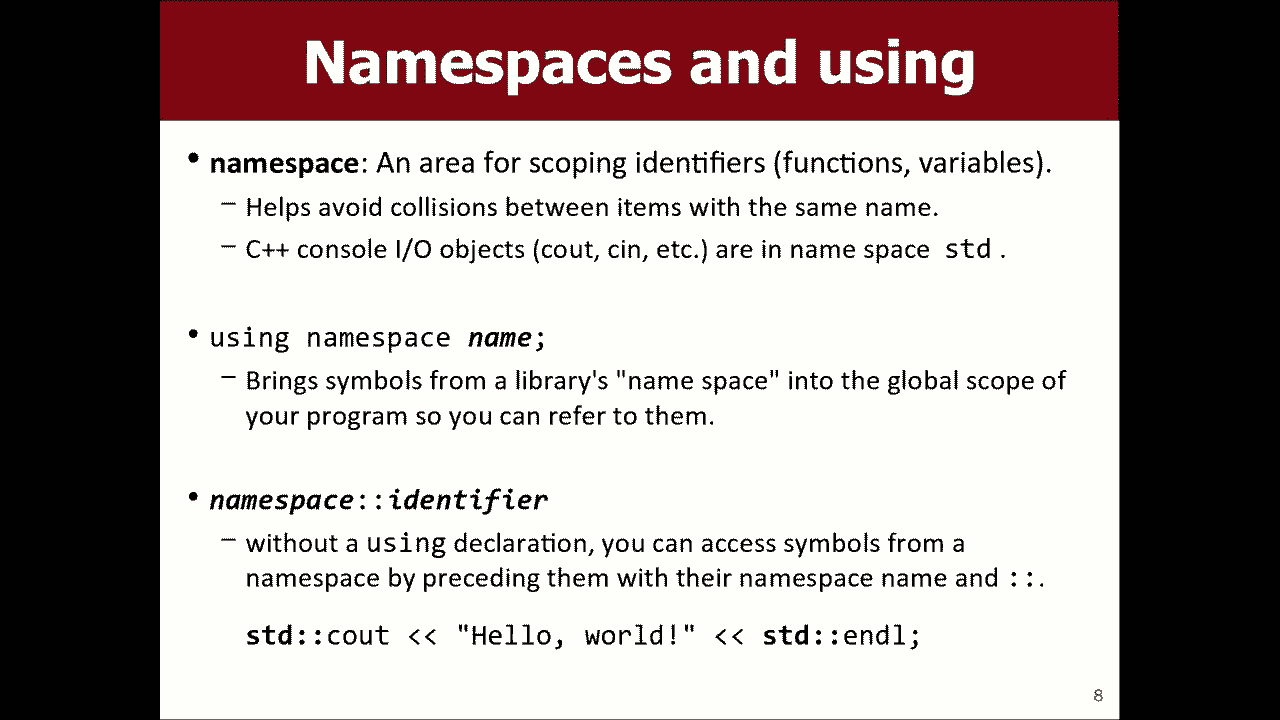 Namespaces and using
• namespace: An area for scoping identifiers (functions, variables).
– Helps avoid collisions between items with the same name.
– C++ console I/O objects (cout, cin, etc.) are in name space std .
• using namespace name;
– Brings symbols from a library's "name space" into the global scope of
your program so you can refer to them.
• namespace::identifier
– without a using declaration, you can access symbols from a
namespace by preceding them with their namespace name and ::.
std::cout << "Hello, world!" << std::endl;
8